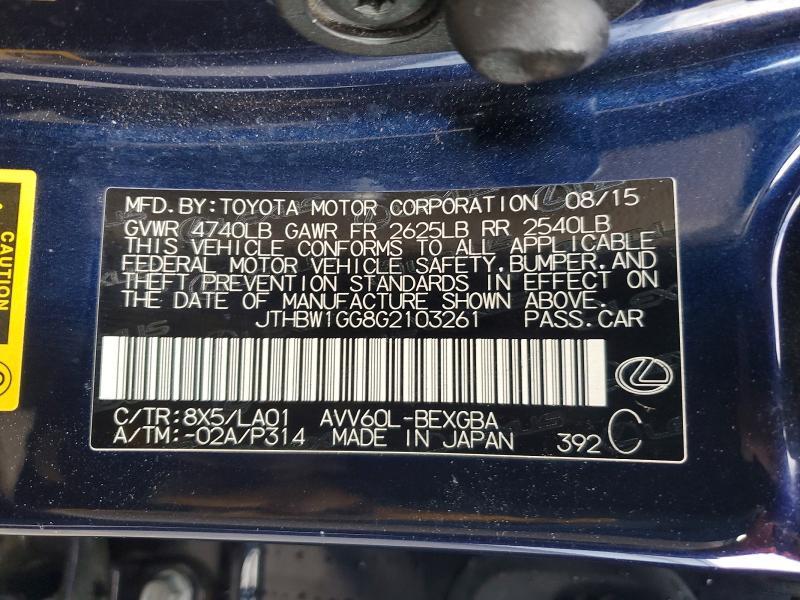 MFD.BY:TOYOTA MOTOR CORPORATION 08/15
GVWR 4740LB GAWR FR 2625LB RR 2540LB
THIS VEHICLE CONFORMS TO ALL APPLICABLE
FEDERAL MOTOR VEHICLE SAFETY,BUMPER,AND
THEFT PREVENTION STANDARDS IN EFFECT ON
THE DATE OF MANUFACTURE SHOWN ABOVE.
JTHBW1GG8G2103261 PASS.CAR
C/TR:8X5/LA01 AVV60L-BEXGBA
A/TM:-02A/P314 MADE IN JAPAN 392 C
CAUTION